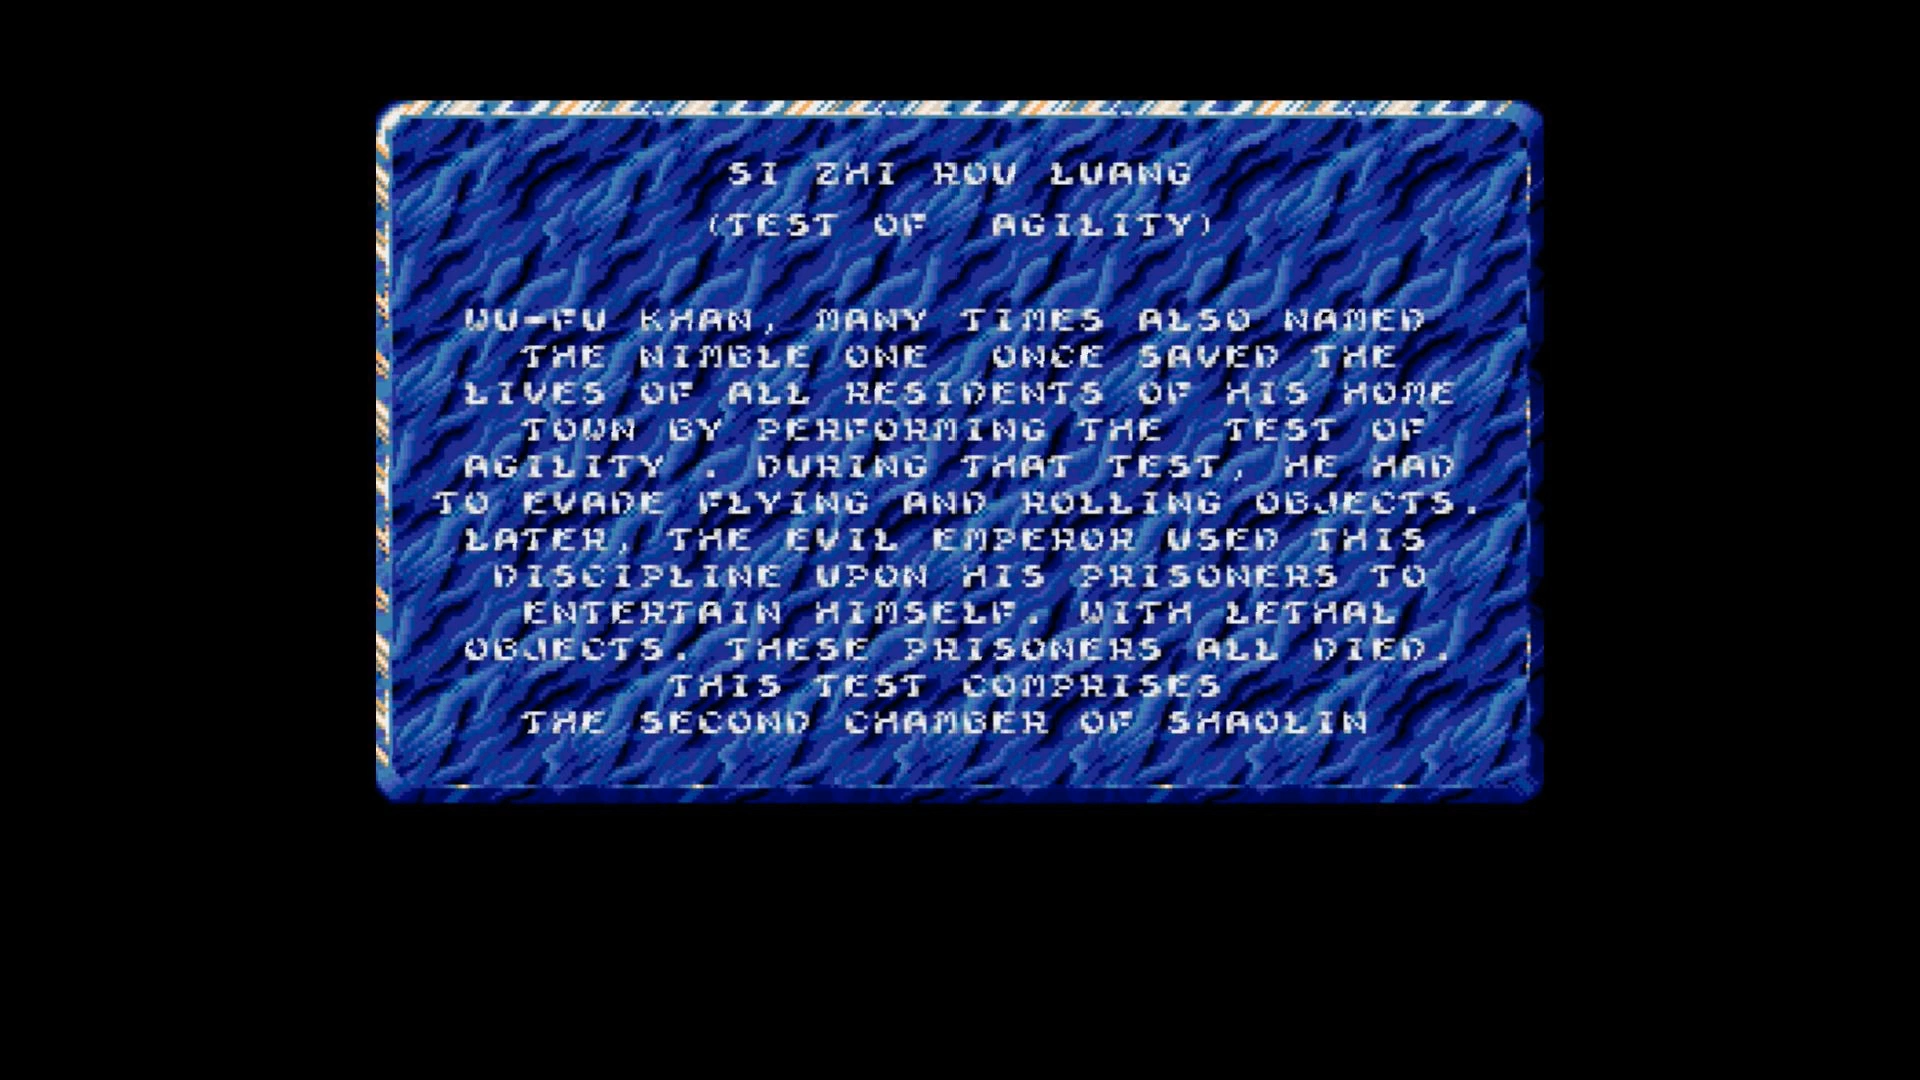 SI ZHI ROU LUANG
(TEST OF AGILITY)
WU-FU KHAN, MANY TIMES ALSO NAMED
THE NIMBLE ONE ONCE SAVED THE
LIVES OF ALL RESIDENTS OF HIS HOME
TOWN BY PERFORMING THE TEST OF
AGILITY . DURING THAT TEST, HE HAD
TO EVADE FLYING AND ROLLING OBJECTS.
LATER, THE EVIL EMPEROR USED THIS
DISCIPLINE UPON HIS PRISONERS TO
ENTERTAIN HIMSELF. WITH LETHAL
OBJECTS. THESE PRISONERS ALL DIED.
THIS TEST COMPRISES
THE SECOND CHAMBER OF SHAOLIN